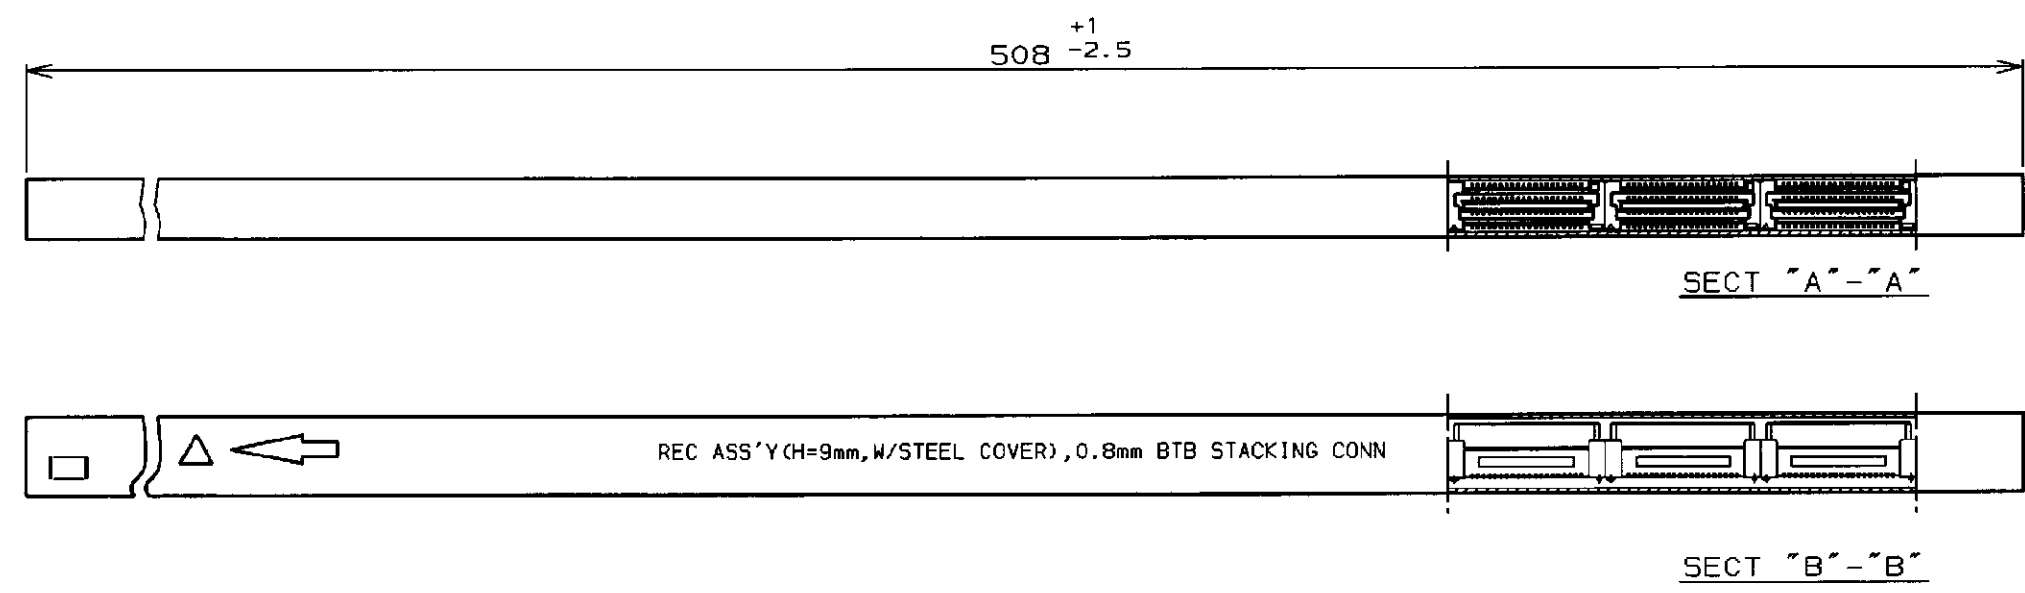 +1
508 -2.5
SECT "A"-"A"
REC ASS'Y(H=9mm,W/STEEL COVER),0.8mm BTB STACKING CONN
SECT "B"-"B"